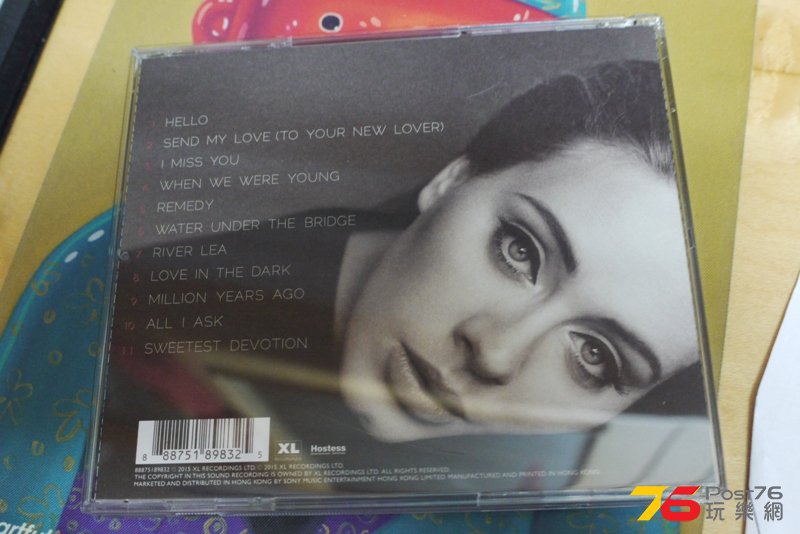 1 HELLO
2 SEND MY LOVE (TO YOUR NEW LOVER)
3 I MISS YOU
4 WHEN WE WERE YOUNG
5 REMEDY
6 WATER UNDER THE BRIDGE
7 RIVER LEA
8 LOVE IN THE DARK
9 MILLION YEARS AGO
10 ALL I ASK
11 SWEETEST DEVOTION
8 88751 89832 5
XL
Hostess
88875189832 ℗ 2015 XL RECORDINGS LTD. © 2015 XL RECORDINGS LTD.
THE COPYRIGHT IN THIS SOUND RECORDING IS OWNED BY XL RECORDINGS LTD. ALL RIGHTS RESERVED.
MARKETED AND DISTRIBUTED IN HONG KONG BY SONY MUSIC ENTERTAINMENT HONG KONG LIMITED. MANUFACTURED AND PRINTED IN HONG KONG.
76 Post76
玩樂網